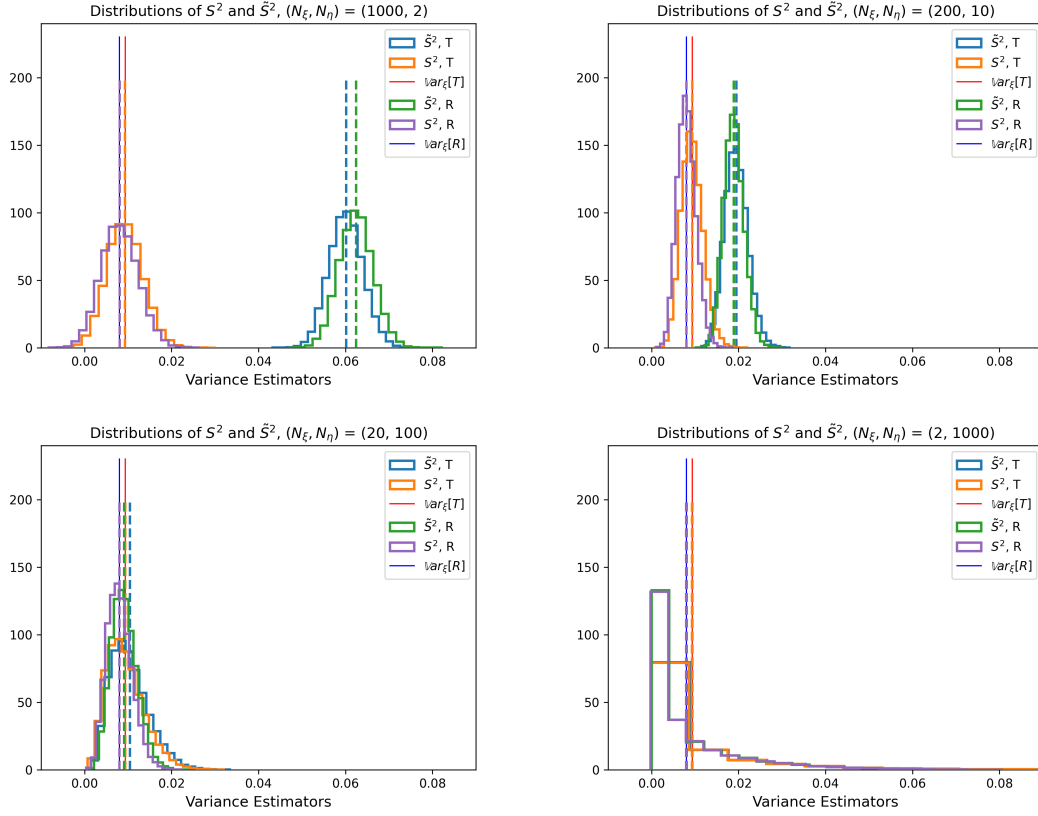 Distributions of S² and S̃², (N_ξ, N_η) = (1000, 2)
S̃², T
S², T
𝕍ar_ξ[T]
S̃², R
S², R
𝕍ar_ξ[R]
200
150
100
50
0
0.00 0.02 0.04 0.06 0.08
Variance Estimators
Distributions of S² and S̃², (N_ξ, N_η) = (200, 10)
S̃², T
S², T
𝕍ar_ξ[T]
S̃², R
S², R
𝕍ar_ξ[R]
200
150
100
50
0
0.00 0.02 0.04 0.06 0.08
Variance Estimators
Distributions of S² and S̃², (N_ξ, N_η) = (20, 100)
S̃², T
S², T
𝕍ar_ξ[T]
S̃², R
S², R
𝕍ar_ξ[R]
200
150
100
50
0
0.00 0.02 0.04 0.06 0.08
Variance Estimators
Distributions of S² and S̃², (N_ξ, N_η) = (2, 1000)
S̃², T
S², T
𝕍ar_ξ[T]
S̃², R
S², R
𝕍ar_ξ[R]
200
150
100
50
0
0.00 0.02 0.04 0.06 0.08
Variance Estimators